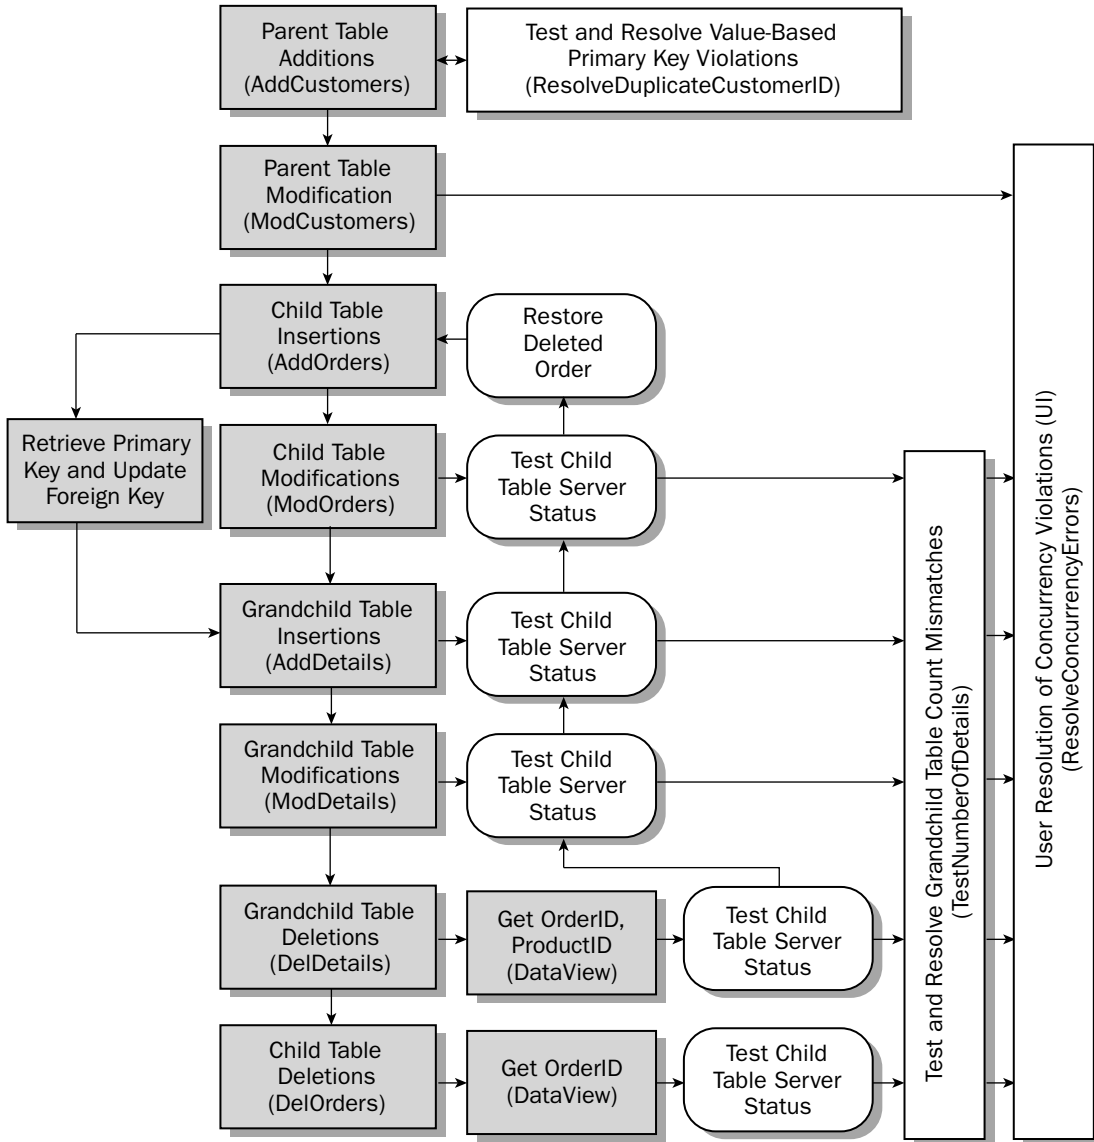 Parent Table
Additions
(AddCustomers)
Test and Resolve Value-Based
Primary Key Violations
(ResolveDuplicateCustomerID)
Parent Table
Modification
(ModCustomers)
Child Table
Insertions
(AddOrders)
Restore
Deleted
Order
Retrieve Primary
Key and Update
Foreign Key
Child Table
Modifications
(ModOrders)
Test Child
Table Server
Status
Grandchild Table
Insertions
(AddDetails)
Test Child
Table Server
Status
Grandchild Table
Modifications
(ModDetails)
Test Child
Table Server
Status
Grandchild Table
Deletions
(DelDetails)
Get OrderID,
ProductID
(DataView)
Test Child
Table Server
Status
Child Table
Deletions
(DelOrders)
Get OrderID
(DataView)
Test Child
Table Server
Status
Test and Resolve Grandchild Table Count Mismatches
(TestNumberOfDetails)
User Resolution of Concurrency Violations (UI)
(ResolveConcurrencyErrors)